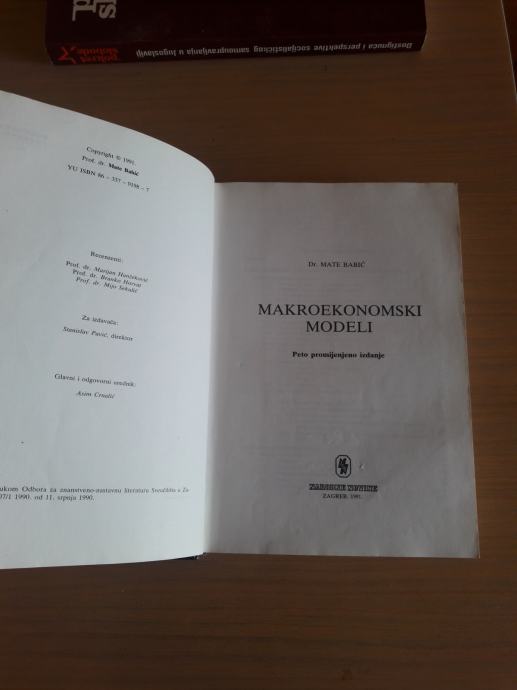 Dostignuća i perspektive socijalističkog samoupravljanja u Jugoslaviji
Copyright © 1991.
Prof. dr. Mate Babić
YU ISBN 86 – 337 – 0198 – 7
Recenzenti:
Prof. dr. Marijan Hanžeković
Prof. dr. Branko Horvat
Prof. dr. Mijo Sekulić
Za izdavača:
Stanislav Pavić, direktor
Glavni i odgovorni urednik:
Asim Crnalić
ukom Odbora za znanstveno-nastavnu literaturu Sveučilišta u Za-
07/1 1990. od 11. srpnja 1990.
Dr. MATE BABIĆ
MAKROEKONOMSKI
MODELI
Peto promijenjeno izdanje
ZAGREB, 1991.